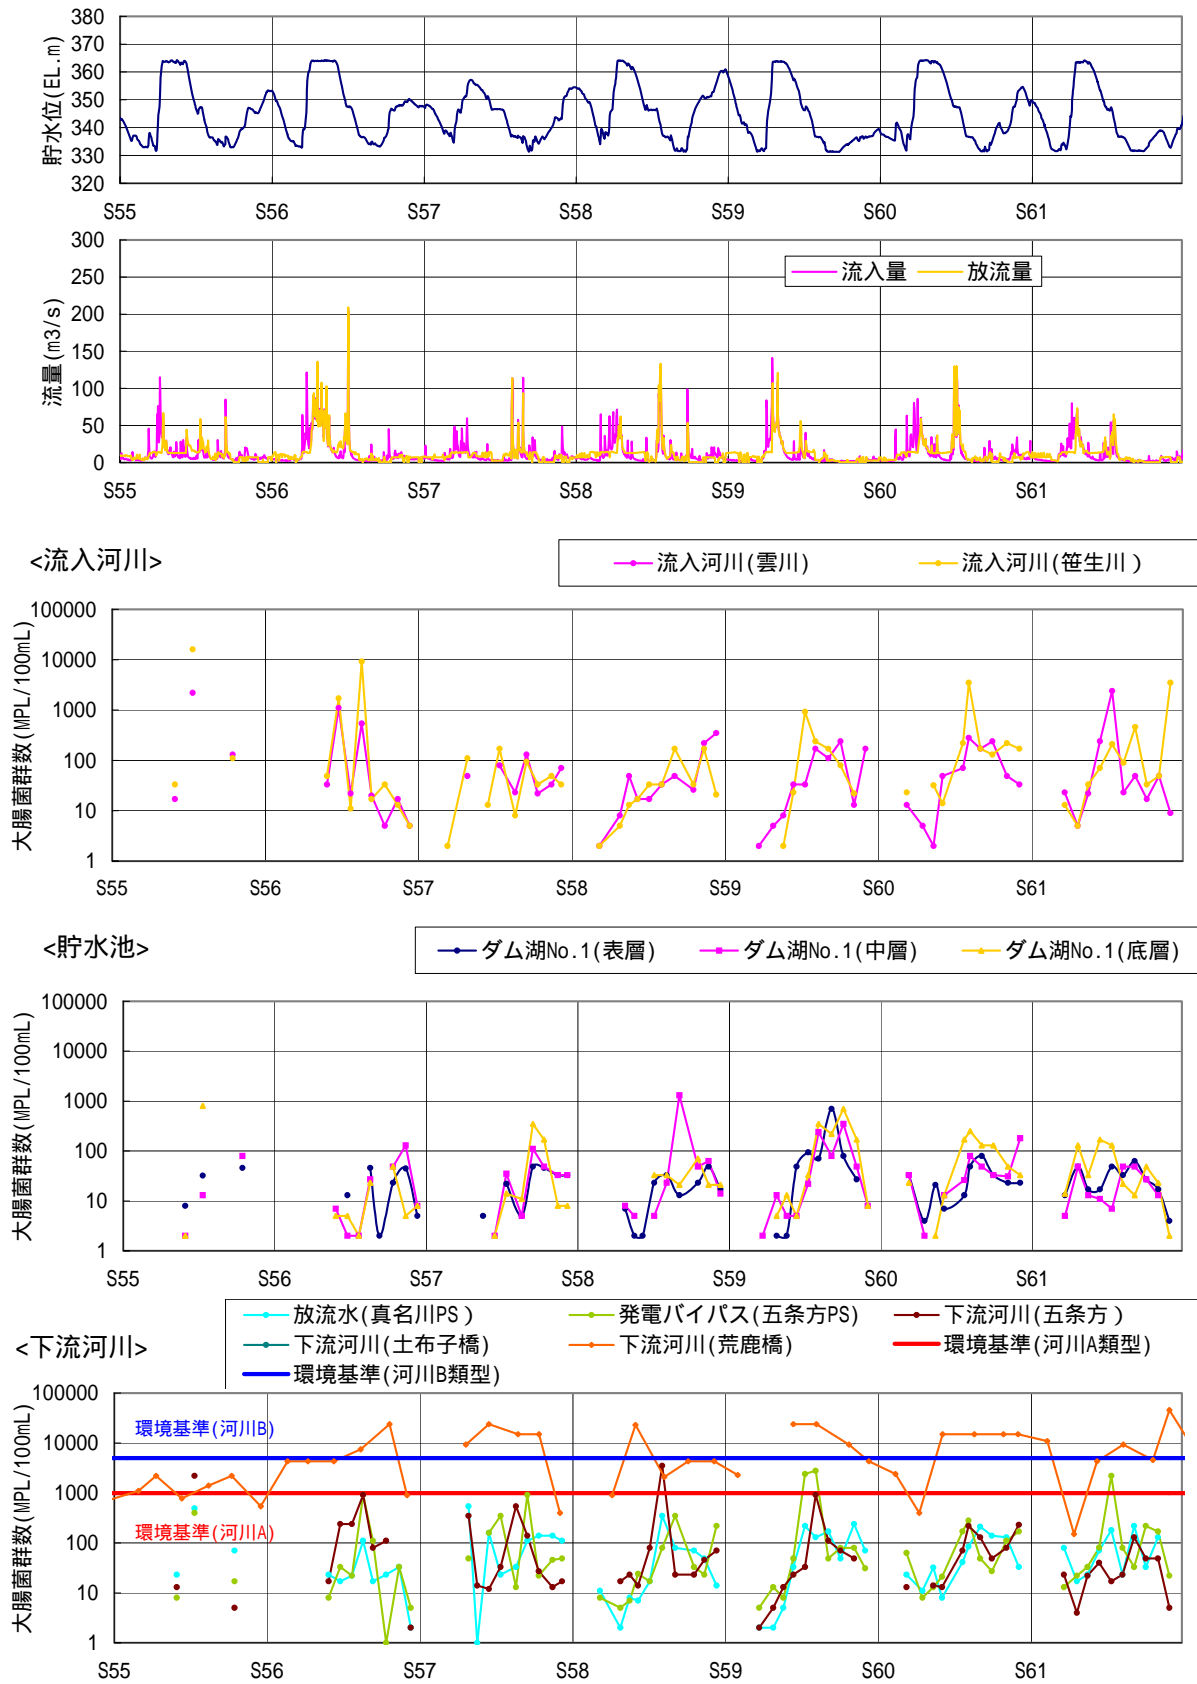 貯水位(EL.m)
380
370
360
350
340
330
320
S55 S56 S57 S58 S59 S60 S61
流量(m3/s)
300
250
200
150
100
50
0
流入量 放流量
S55 S56 S57 S58 S59 S60 S61
<流入河川>
流入河川(雲川) 流入河川(笹生川)
大腸菌群数(MPL/100mL)
100000
10000
1000
100
10
1
S55 S56 S57 S58 S59 S60 S61
<貯水池>
ダム湖No.1(表層) ダム湖No.1(中層) ダム湖No.1(底層)
大腸菌群数(MPL/100mL)
100000
10000
1000
100
10
1
S55 S56 S57 S58 S59 S60 S61
<下流河川>
放流水(真名川PS) 発電バイパス(五条方PS) 下流河川(五条方)
下流河川(土布子橋) 下流河川(荒鹿橋) 環境基準(河川A類型)
環境基準(河川B類型)
大腸菌群数(MPL/100mL)
100000
10000
1000
100
10
1
環境基準(河川B)
環境基準(河川A)
S55 S56 S57 S58 S59 S60 S61